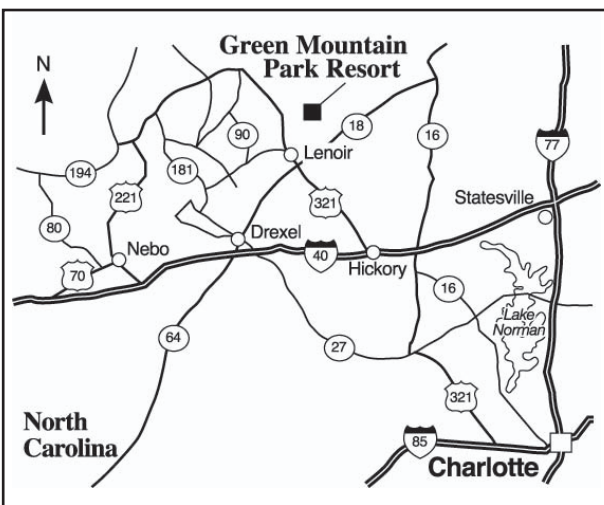 Green Mountain
Park Resort
N
18
16
90
77
Lenoir
194
181
221
321
Statesville
80
Drexel
Nebo
40
Hickory
70
16
Lake
Norman
64
27
321
North
Carolina
85
Charlotte